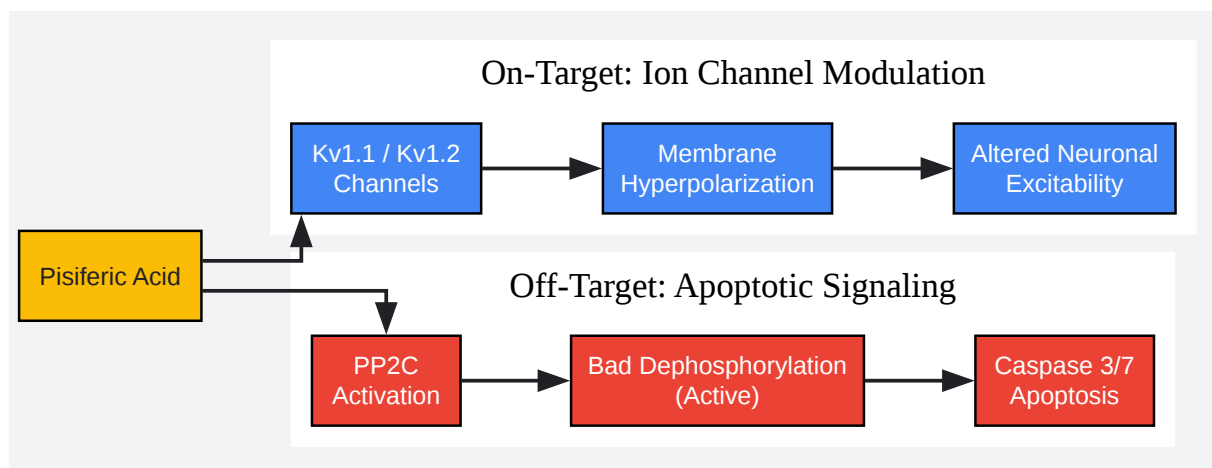 On-Target: Ion Channel Modulation
Kv1.1 / Kv1.2
Channels
Membrane
Hyperpolarization
Altered Neuronal
Excitability
Pisiferic Acid
Off-Target: Apoptotic Signaling
PP2C
Activation
Bad Dephosphorylation
(Active)
Caspase 3/7
Apoptosis